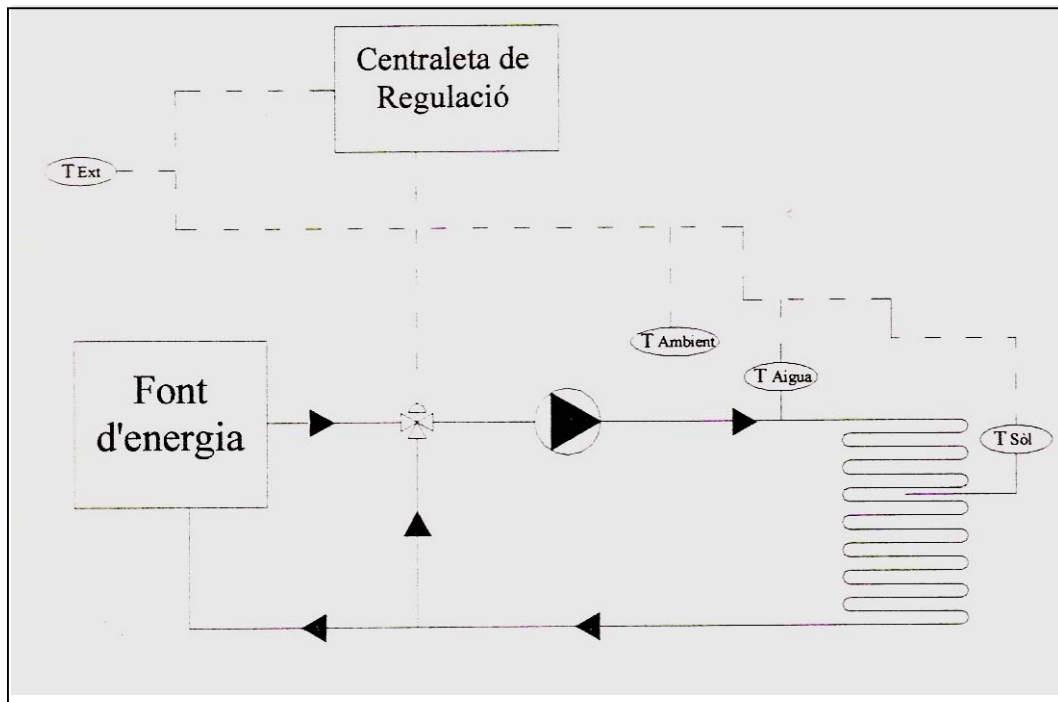 Centraleta de
Regulació
T Ext
T Ambient
T Aigua
Font
d'energia
T Sòl